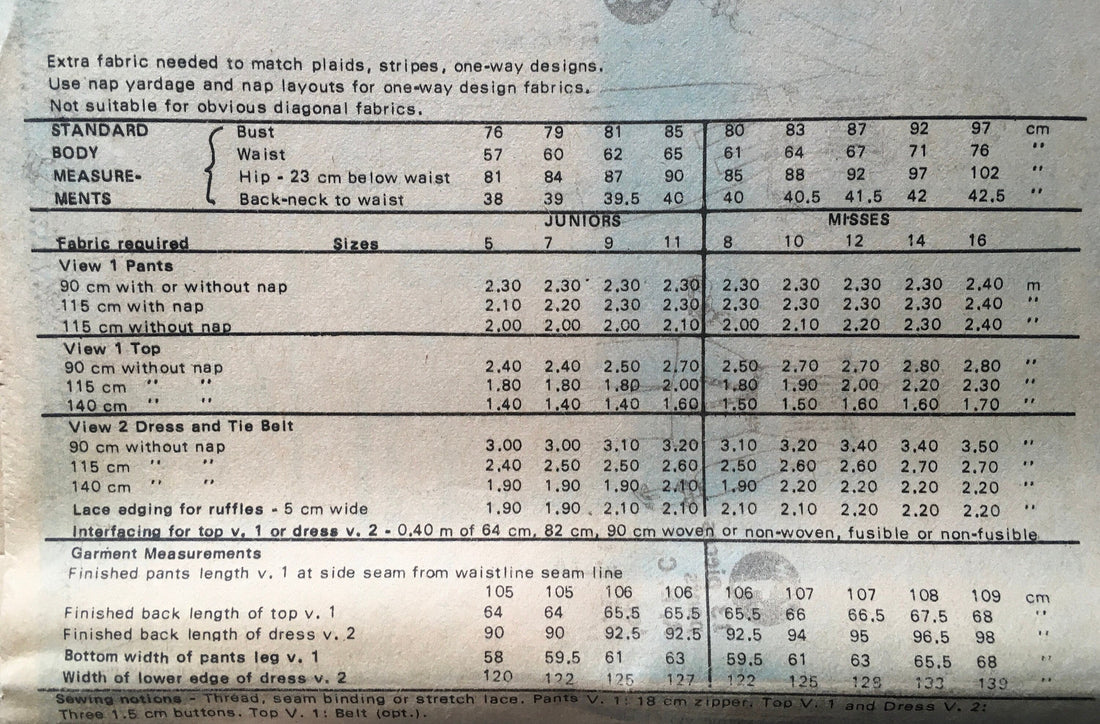 Extra fabric needed to match plaids, stripes, one-way designs.
Use nap yardage and nap layouts for one-way design fabrics.
Not suitable for obvious diagonal fabrics.
STANDARD Bust 76 79 81 85 80 83 87 92 97 cm
BODY Waist 57 60 62 65 61 64 67 71 76 "
MEASURE- Hip - 23 cm below waist 81 84 87 90 85 88 92 97 102 "
MENTS Back-neck to waist 38 39 39.5 40 40 40.5 41.5 42 42.5 "
JUNIORS MISSES
Fabric required Sizes 5 7 9 11 8 10 12 14 16
View 1 Pants
90 cm with or without nap 2.30 2.30 2.30 2.30 2.30 2.30 2.30 2.30 2.40 m
115 cm with nap 2.10 2.20 2.30 2.30 2.30 2.30 2.30 2.30 2.40 "
115 cm without nap 2.00 2.00 2.00 2.10 2.00 2.10 2.20 2.30 2.40 "
View 1 Top
90 cm without nap 2.40 2.40 2.50 2.70 2.50 2.70 2.70 2.80 2.80 "
115 cm " " 1.80 1.80 1.80 2.00 1.80 1.90 2.00 2.20 2.30 "
140 cm " " 1.40 1.40 1.40 1.60 1.50 1.50 1.60 1.60 1.70 "
View 2 Dress and Tie Belt
90 cm without nap 3.00 3.00 3.10 3.20 3.10 3.20 3.40 3.40 3.50 "
115 cm " " 2.40 2.50 2.50 2.60 2.50 2.60 2.60 2.70 2.70 "
140 cm " " 1.90 1.90 1.90 2.10 1.90 2.20 2.20 2.20 2.20 "
Lace edging for ruffles - 5 cm wide 1.90 1.90 2.10 2.10 2.10 2.10 2.20 2.20 2.20 "
Interfacing for top v. 1 or dress v. 2 - 0.40 m of 64 cm, 82 cm, 90 cm woven or non-woven, fusible or non-fusible
Garment Measurements
Finished pants length v. 1 at side seam from waistline seam line
105 105 106 106 106 107 107 108 109 cm
Finished back length of top v. 1 64 64 65.5 65.5 65.5 66 66.5 67.5 68 "
Finished back length of dress v. 2 90 90 92.5 92.5 92.5 94 95 96.5 98 "
Bottom width of pants leg v. 1 58 59.5 61 63 59.5 61 63 65.5 68 "
Width of lower edge of dress v. 2 120 122 125 127 122 125 128 133 139 "
Sewing notions - Thread, seam binding or stretch lace. Pants V. 1: 18 cm zipper. Top V. 1 and Dress V. 2:
Three 1.5 cm buttons. Top V. 1: Belt (opt.).